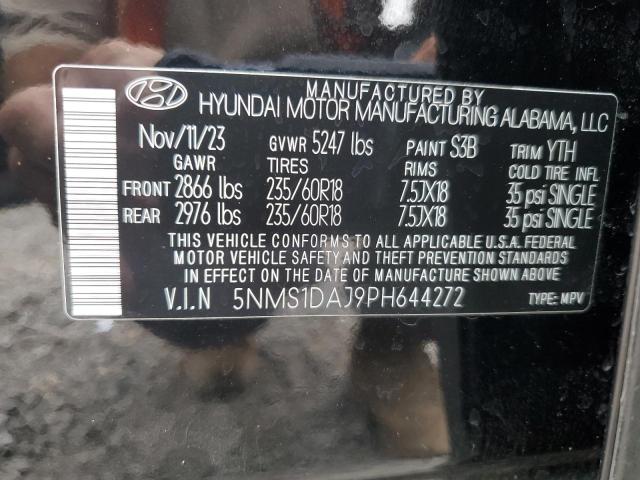 MANUFACTURED BY
HYUNDAI MOTOR MANUFACTURING ALABAMA, LLC
Nov/11/23 GVWR 5247 lbs PAINT S3B TRIM YTH
GAWR TIRES RIMS COLD TIRE INFL
FRONT 2866 lbs 235/60R18 7.5JX18 35 psi SINGLE
REAR 2976 lbs 235/60R18 7.5JX18 35 psi SINGLE
THIS VEHICLE CONFORMS TO ALL APPLICABLE U.S.A. FEDERAL
MOTOR VEHICLE SAFETY AND THEFT PREVENTION STANDARDS
IN EFFECT ON THE DATE OF MANUFACTURE SHOWN ABOVE.
V.I.N 5NMS1DAJ9PH644272 TYPE: MPV